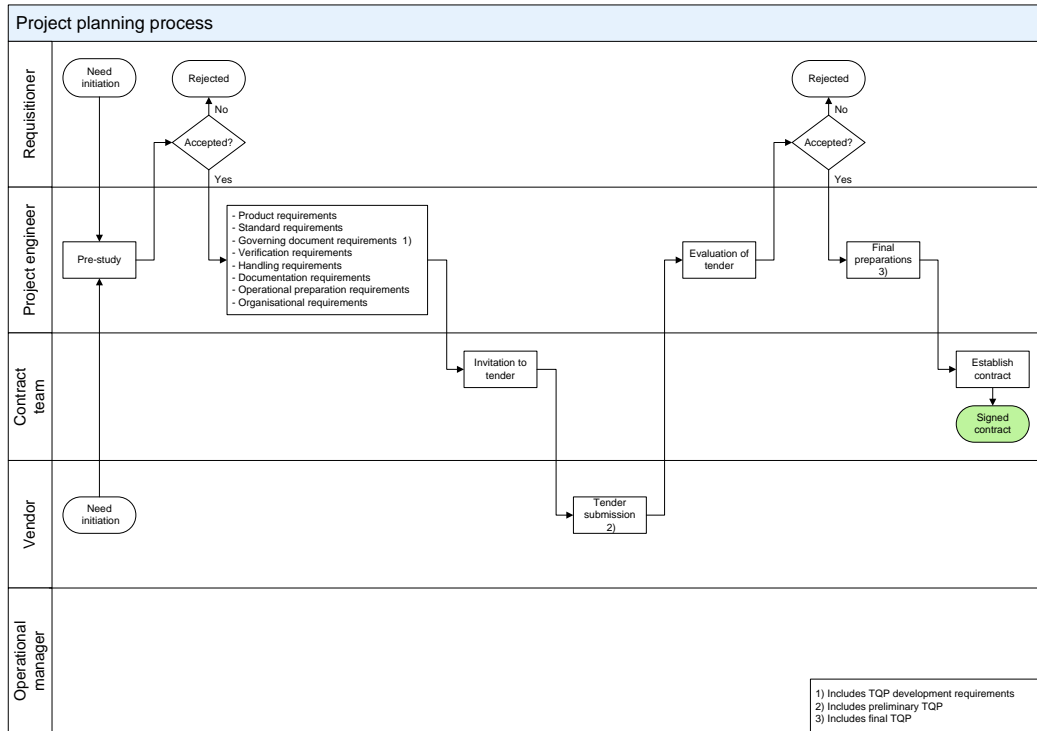 Project planning process
Requisitioner
Need
initiation
Rejected
No
Accepted?
Yes
Rejected
No
Accepted?
Yes
Project engineer
Pre-study
- Product requirements
- Standard requirements
- Governing document requirements 1)
- Verification requirements
- Handling requirements
- Documentation requirements
- Operational preparation requirements
- Organisational requirements
Evaluation of
tender
Final
preparations
3)
Contract
team
Invitation to
tender
Establish
contract
Signed
contract
Vendor
Need
initiation
Tender
submission
2)
Operational
manager
1) Includes TQP development requirements
2) Includes preliminary TQP
3) Includes final TQP